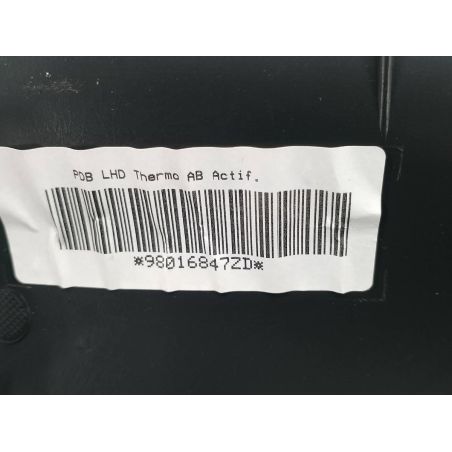 PDB LHD Thermo AB Actif.
*98016847ZD*